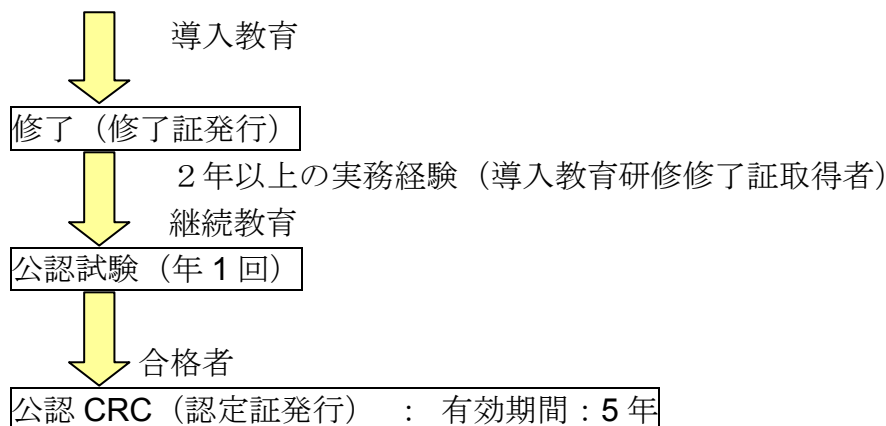 導入教育
修了（修了証発行）
２年以上の実務経験（導入教育研修修了証取得者）
継続教育
公認試験（年 1 回）
合格者
公認 CRC（認定証発行）　：　有効期間：5 年